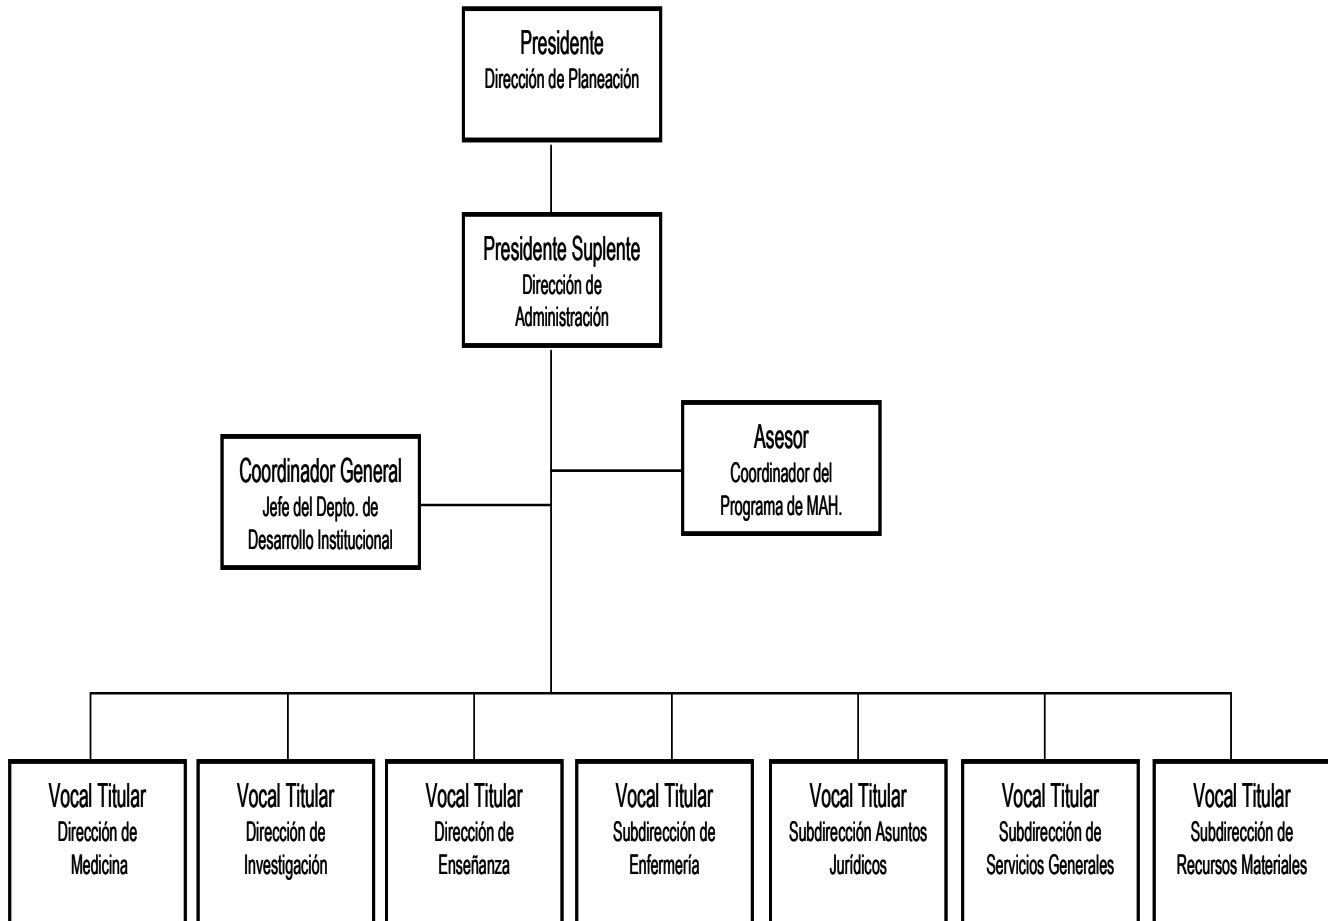 Presidente
Dirección de Planeación
Presidente Suplente
Dirección de
Administración
Asesor
Coordinador del
Programa de MAH.
Coordinador General
Jefe del Depto. de
Desarrollo Institucional
Vocal Titular
Dirección de
Medicina
Vocal Titular
Dirección de
Investigación
Vocal Titular
Dirección de
Enseñanza
Vocal Titular
Subdirección de
Enfermería
Vocal Titular
Subdirección Asuntos
Jurídicos
Vocal Titular
Subdirección de
Servicios Generales
Vocal Titular
Subdirección de
Recursos Materiales